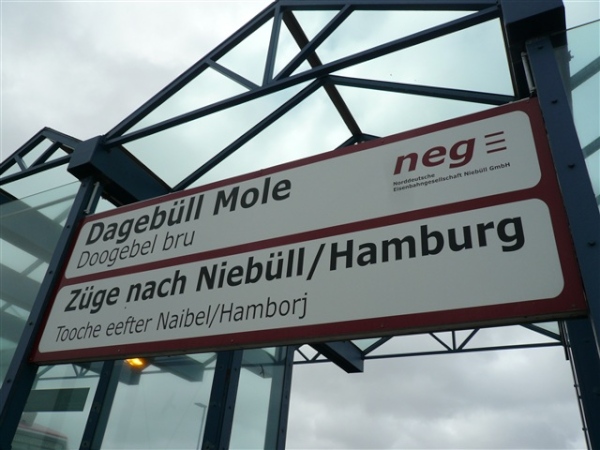 Dagebüll Mole
Doogebel bru
neg
Norddeutsche
Eisenbahngesellschaft Niebüll GmbH
Züge nach Niebüll/Hamburg
Tooche eefter Naibel/Hamborj